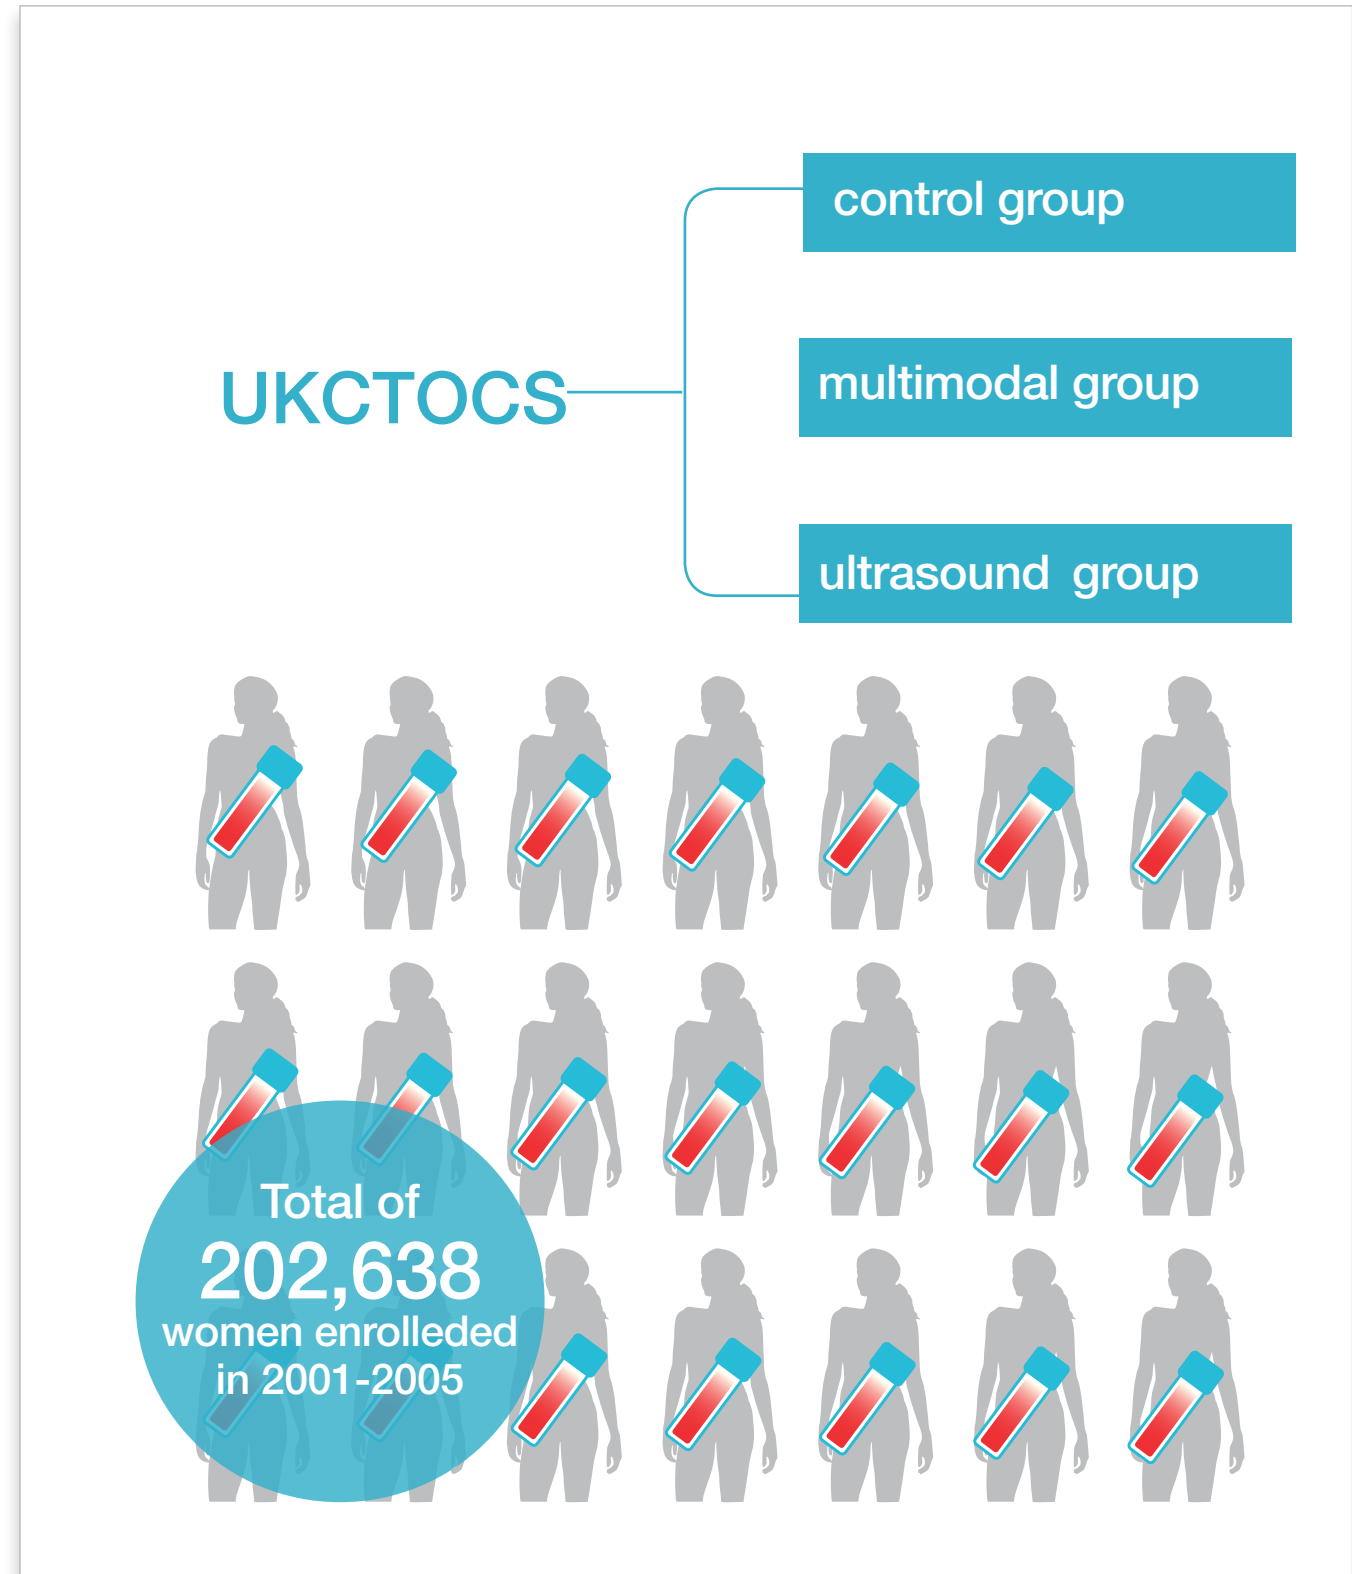 control group
UKCTOCS
multimodal group
ultrasound group
Total of
202,638
women enrolleded
in 2001-2005